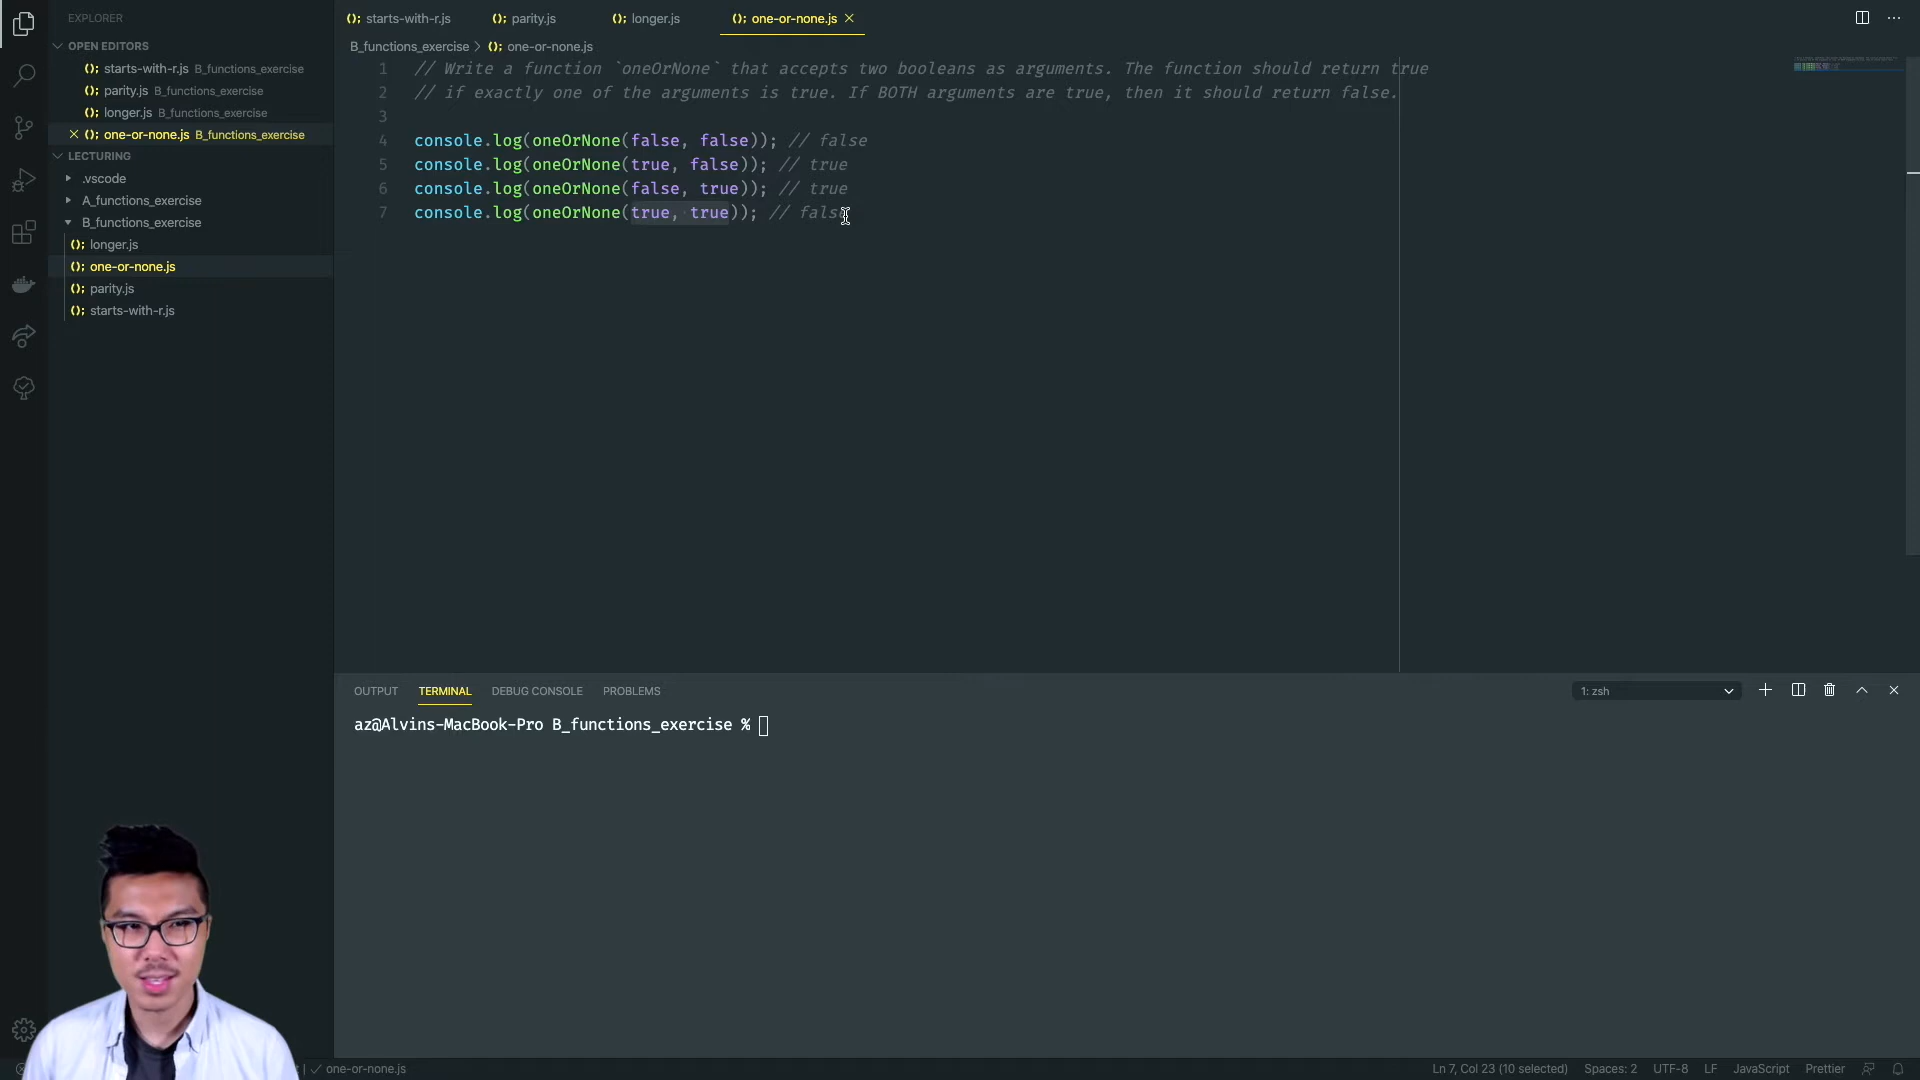 EXPLORER
OPEN EDITORS
starts-with-r.js B_functions_exercise
parity.js B_functions_exercise
longer.js B_functions_exercise
one-or-none.js B_functions_exercise
LECTURING
.vscode
A_functions_exercise
B_functions_exercise
longer.js
one-or-none.js
parity.js
starts-with-r.js
starts-with-r.js parity.js longer.js one-or-none.js
B_functions_exercise > one-or-none.js
1 // Write a function `oneOrNone` that accepts two booleans as arguments. The function should return true
2 // if exactly one of the arguments is true. If BOTH arguments are true, then it should return false.
3
4 console.log(oneOrNone(false, false)); // false
5 console.log(oneOrNone(true, false)); // true
6 console.log(oneOrNone(false, true)); // true
7 console.log(oneOrNone(true, true)); // false
OUTPUT TERMINAL DEBUG CONSOLE PROBLEMS 1: zsh
az@Alvins-MacBook-Pro B_functions_exercise %
one-or-none.js Ln 7, Col 23 (10 selected) Spaces: 2 UTF-8 LF JavaScript Prettier